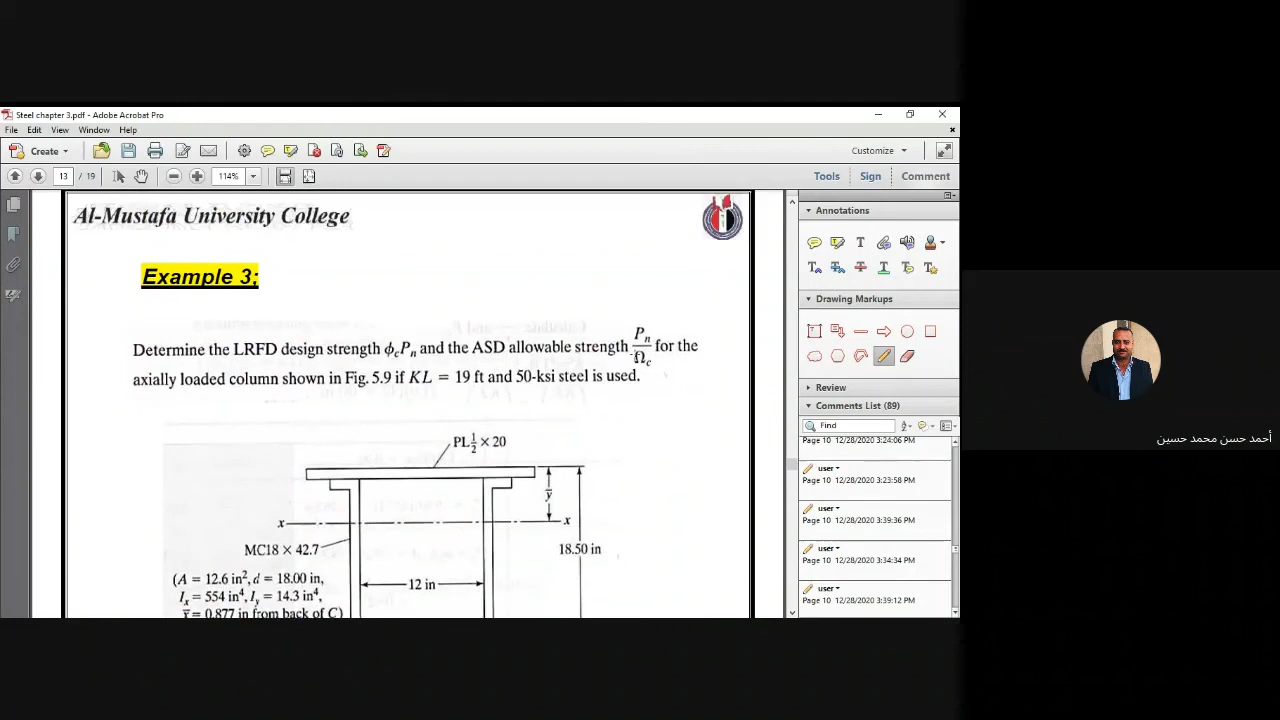 Steel chapter 3.pdf - Adobe Acrobat Pro
File Edit View Window Help
Create
Customize
13 / 19
114%
Tools Sign Comment
Al-Mustafa University College
Example 3;
Determine the LRFD design strength ϕcPn and the ASD allowable strength Pn/Ωc for the
axially loaded column shown in Fig. 5.9 if KL = 19 ft and 50-ksi steel is used.
PL 1/2 × 20
y̅
x
x
MC18 × 42.7
18.50 in
(A = 12.6 in², d = 18.00 in,
12 in
Ix = 554 in⁴, Iy = 14.3 in⁴,
y̅ = 0.877 in from back of C)
Annotations
Drawing Markups
Review
Comments List (89)
Find
Page 10 12/28/2020 3:24:06 PM
user
Page 10 12/28/2020 3:23:58 PM
user
Page 10 12/28/2020 3:39:36 PM
user
Page 10 12/28/2020 3:34:34 PM
user
Page 10 12/28/2020 3:39:12 PM
أحمد حسن محمد حسين